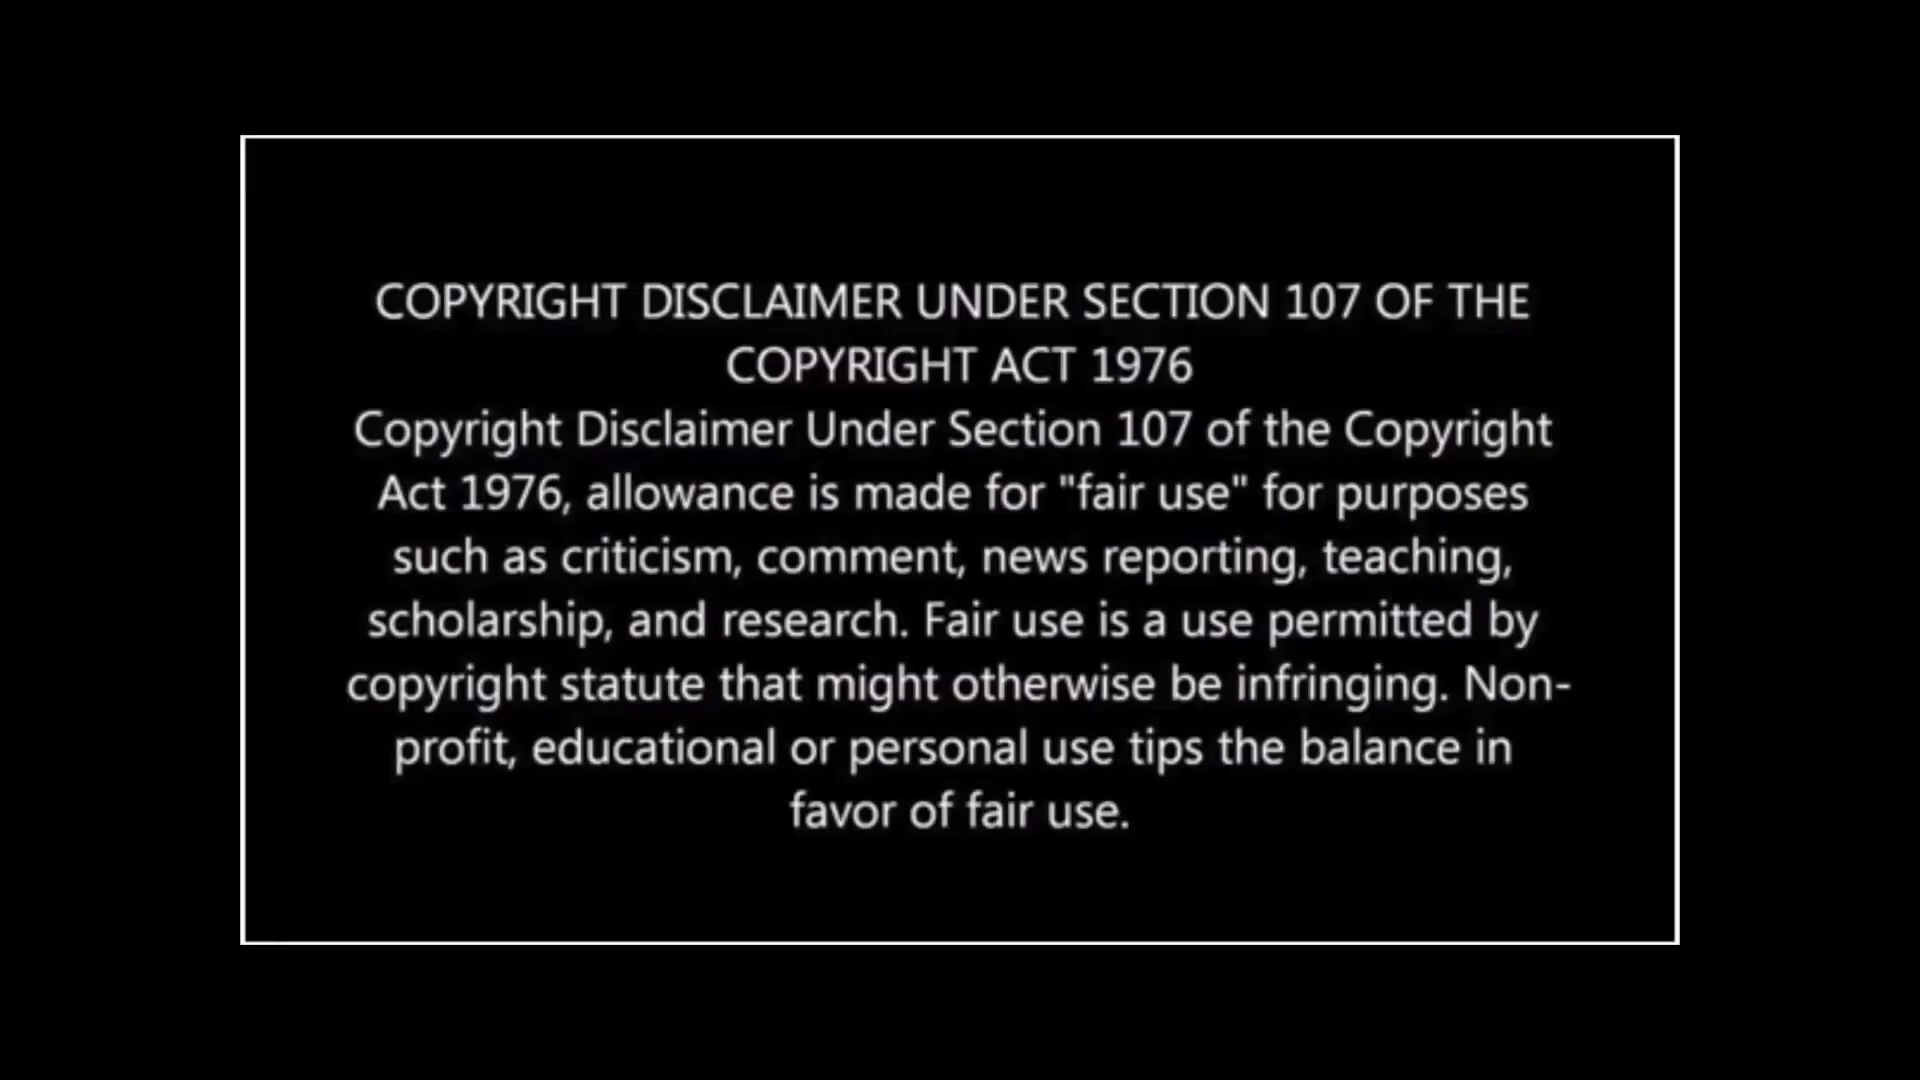 COPYRIGHT DISCLAIMER UNDER SECTION 107 OF THE
COPYRIGHT ACT 1976
Copyright Disclaimer Under Section 107 of the Copyright
Act 1976, allowance is made for "fair use" for purposes
such as criticism, comment, news reporting, teaching,
scholarship, and research. Fair use is a use permitted by
copyright statute that might otherwise be infringing. Non-
profit, educational or personal use tips the balance in
favor of fair use.